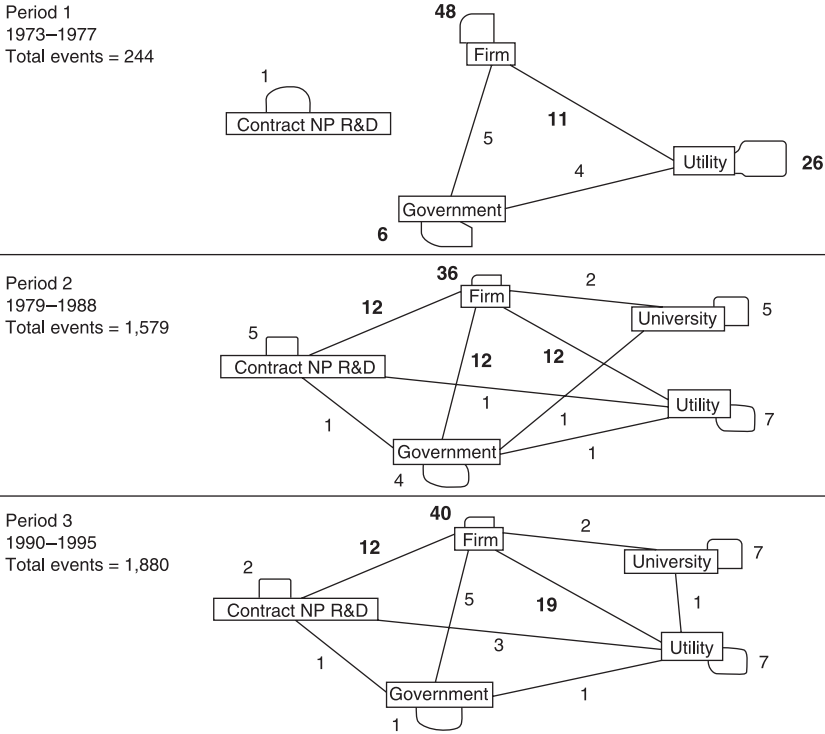 Period 1
1973–1977
Total events = 244
48
Firm
1
Contract NP R&D
5
11
Utility
26
4
Government
6
Period 2
1979–1988
Total events = 1,579
36
Firm
2
12
University
5
5
Contract NP R&D
12
12
1
Utility
7
1
1
Government
1
4
Period 3
1990–1995
Total events = 1,880
40
Firm
2
12
University
7
2
Contract NP R&D
5
19
1
3
Utility
7
1
Government
1
1